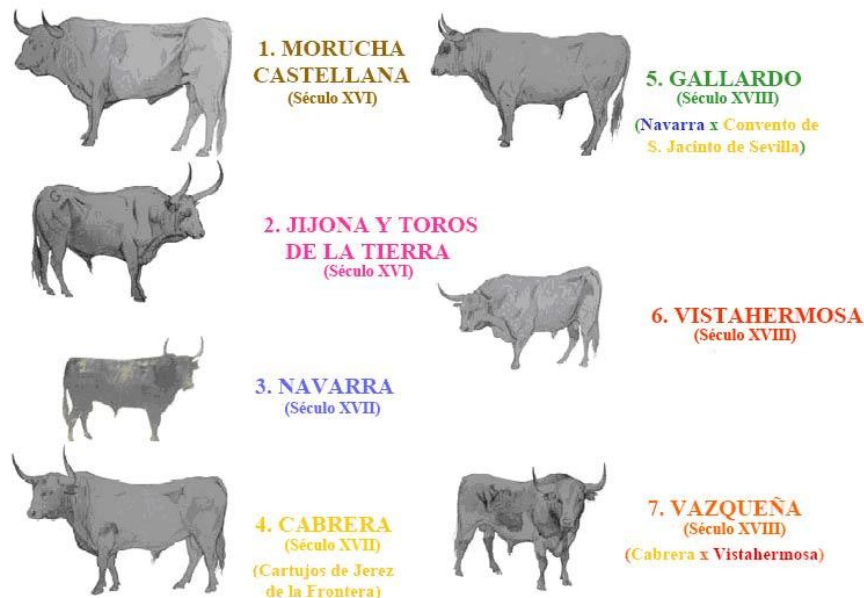 1. MORUCHA
CASTELLANA
(Século XVI)
2. JIJONA Y TOROS
DE LA TIERRA
(Século XVI)
3. NAVARRA
(Século XVII)
4. CABRERA
(Século XVII)
(Cartujos de Jerez
de la Frontera)
5. GALLARDO
(Século XVIII)
(Navarra x Convento de
S. Jacinto de Sevilla)
6. VISTAHERMOSA
(Século XVIII)
7. VAZQUEÑA
(Século XVIII)
(Cabrera x Vistahermosa)